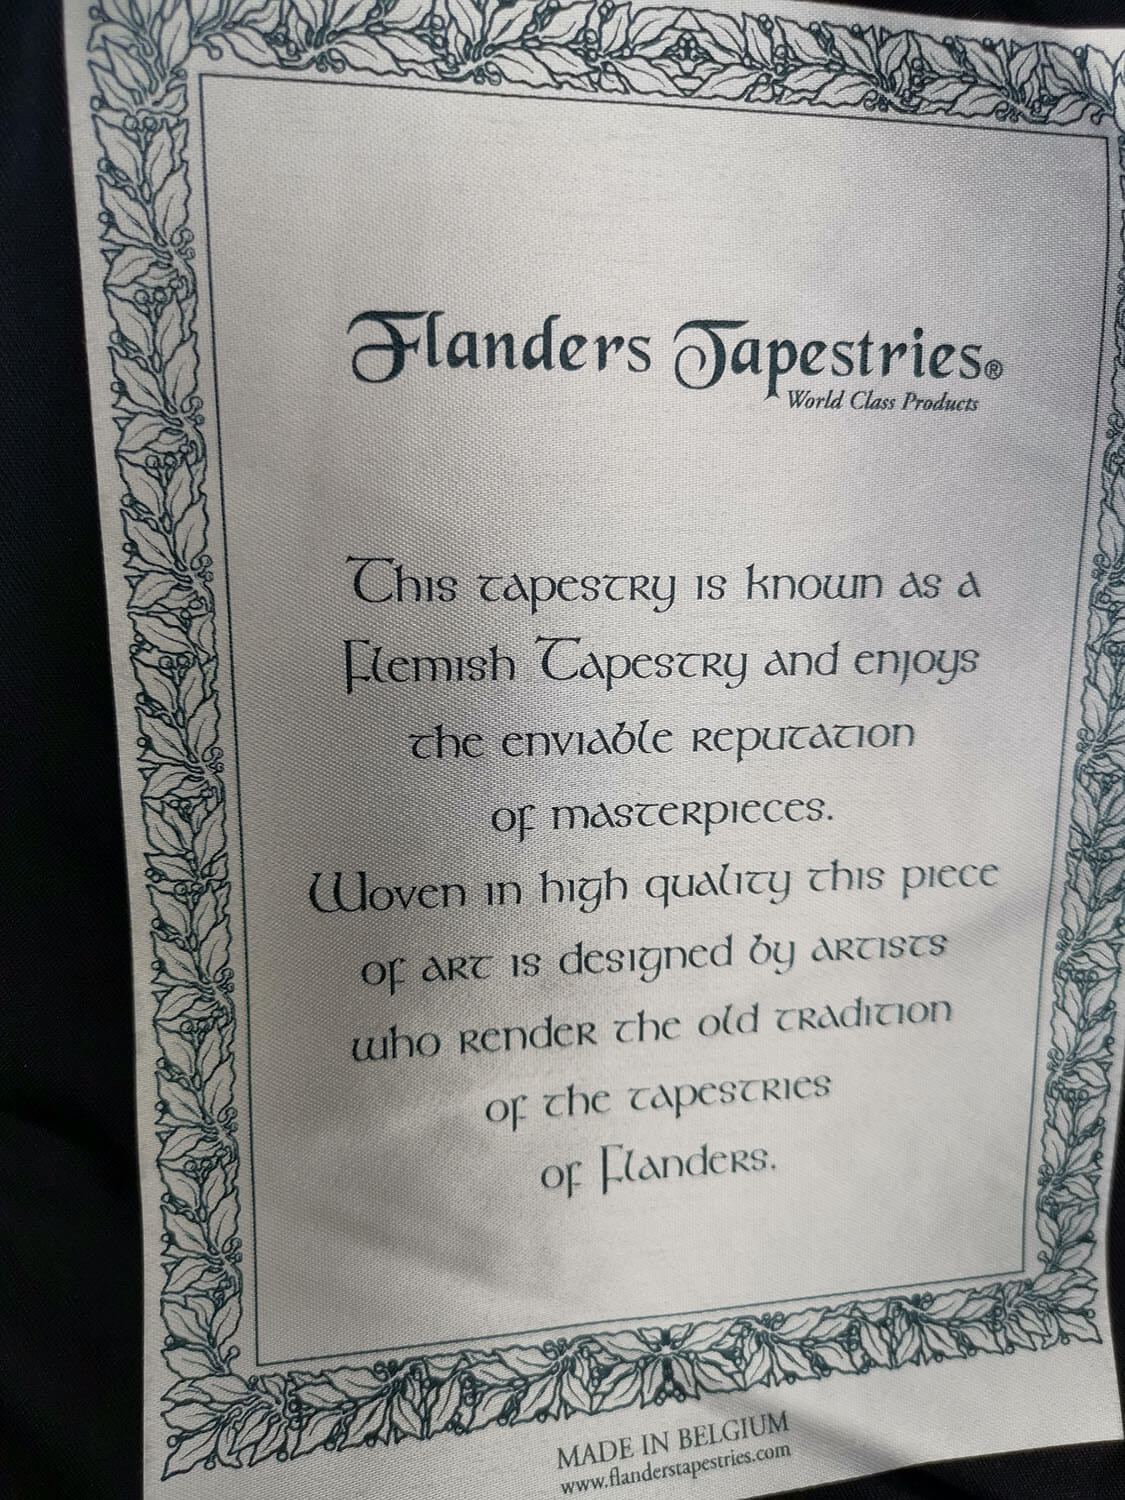 Flanders Tapestries®
World Class Products
This tapestry is known as a
Flemish Tapestry and enjoys
the enviable reputation
of masterpieces.
Woven in high quality this piece
of art is designed by artists
who render the old tradition
of the tapestries
of Flanders.
MADE IN BELGIUM
www.flanderstapestries.com